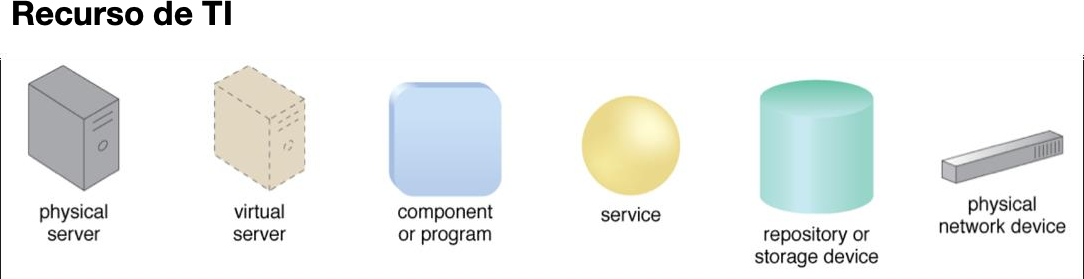 Recurso de TI
physical
server
virtual
server
component
or program
service
repository or
storage device
physical
network device